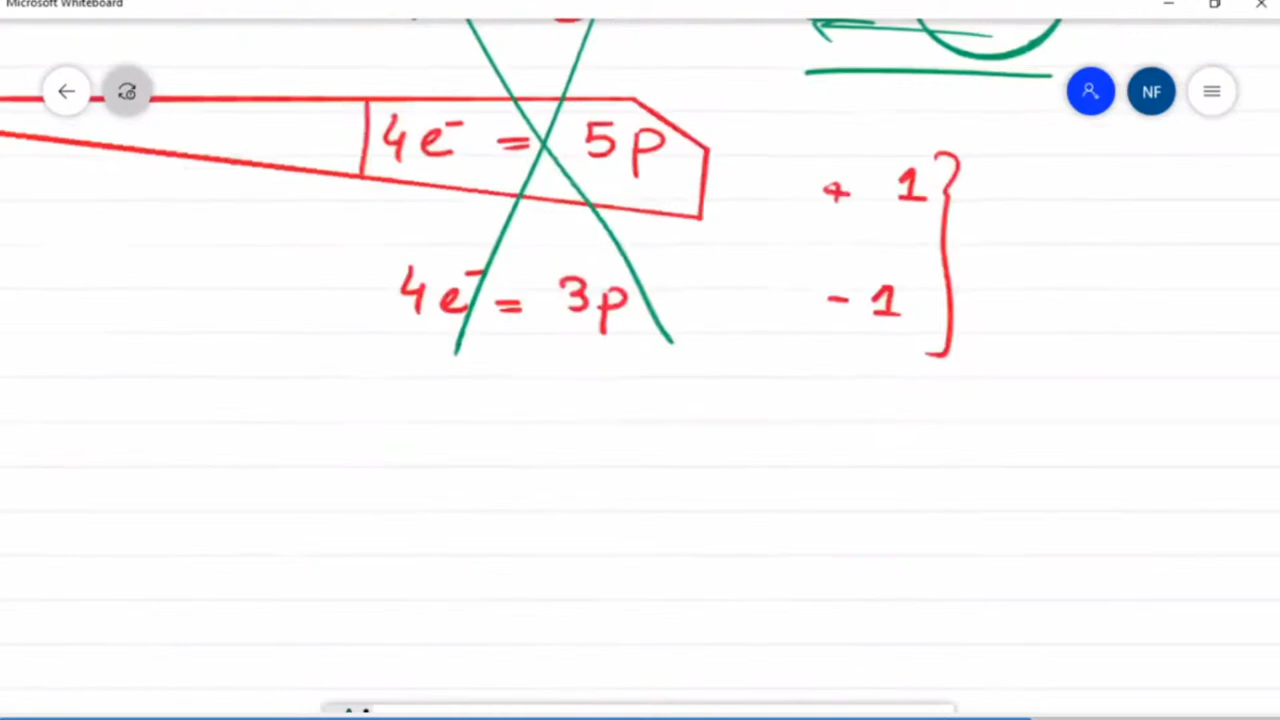 Microsoft Whiteboard
NF
4e⁻ = 5p + 1
4e⁻ = 3p - 1